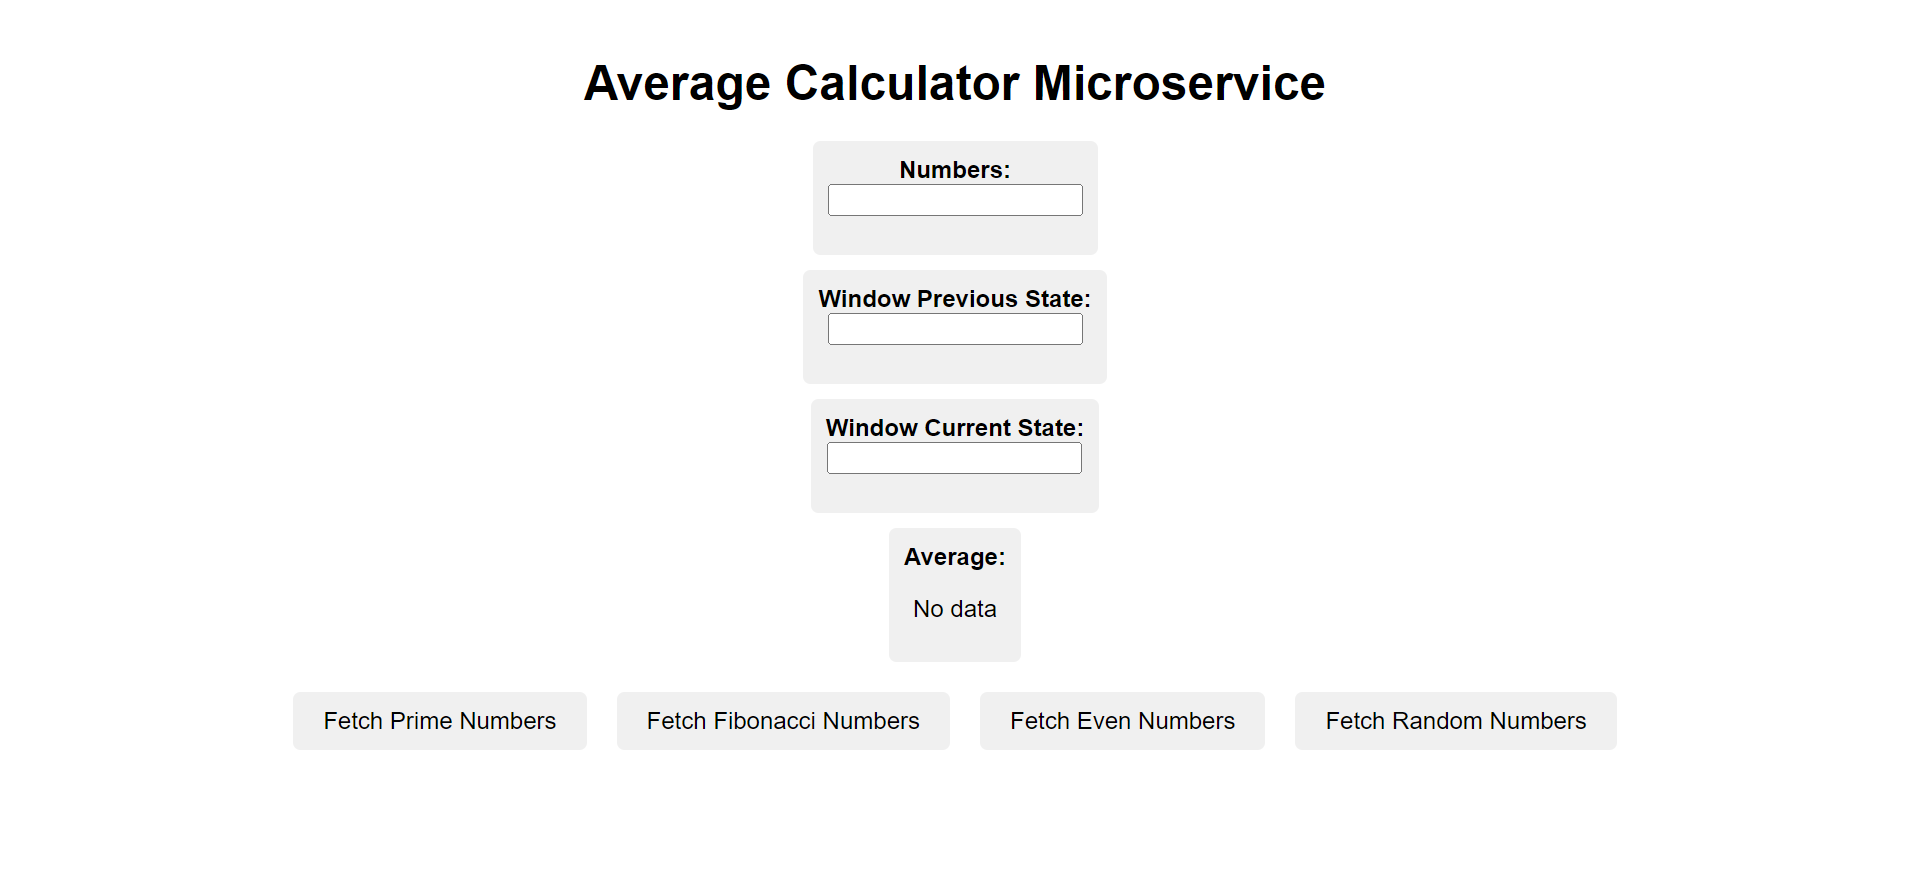 Average Calculator Microservice
Numbers:
Window Previous State:
Window Current State:
Average:
No data
Fetch Prime Numbers
Fetch Fibonacci Numbers
Fetch Even Numbers
Fetch Random Numbers